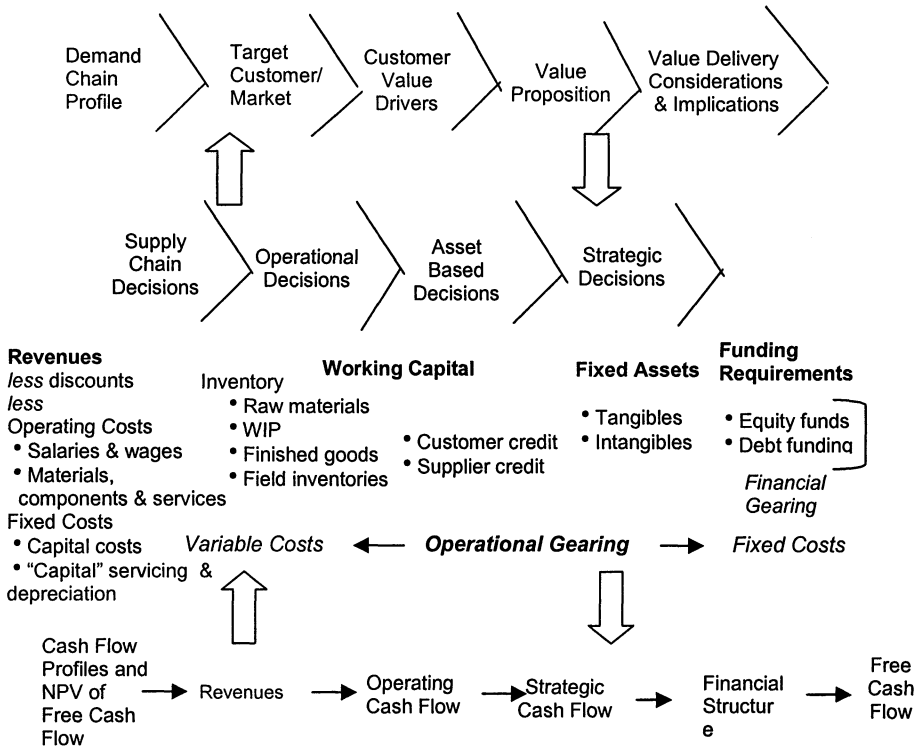 Demand
Chain
Profile
Target
Customer/
Market
Customer
Value
Drivers
Value
Proposition
Value Delivery
Considerations
& Implications
Supply
Chain
Decisions
Operational
Decisions
Asset
Based
Decisions
Strategic
Decisions
Revenues
less discounts
less
Operating Costs
• Salaries & wages
• Materials,
components & services
Fixed Costs
• Capital costs
• “Capital” servicing &
depreciation
Working Capital
Inventory
• Raw materials
• WIP
• Finished goods
• Field inventories
• Customer credit
• Supplier credit
Fixed Assets
• Tangibles
• Intangibles
Funding
Requirements
• Equity funds
• Debt funding
Financial
Gearing
Variable Costs
Operational Gearing
Fixed Costs
Cash Flow
Profiles and
NPV of
Free Cash
Flow
Revenues
Operating
Cash Flow
Strategic
Cash Flow
Financial
Structur
e
Free
Cash
Flow